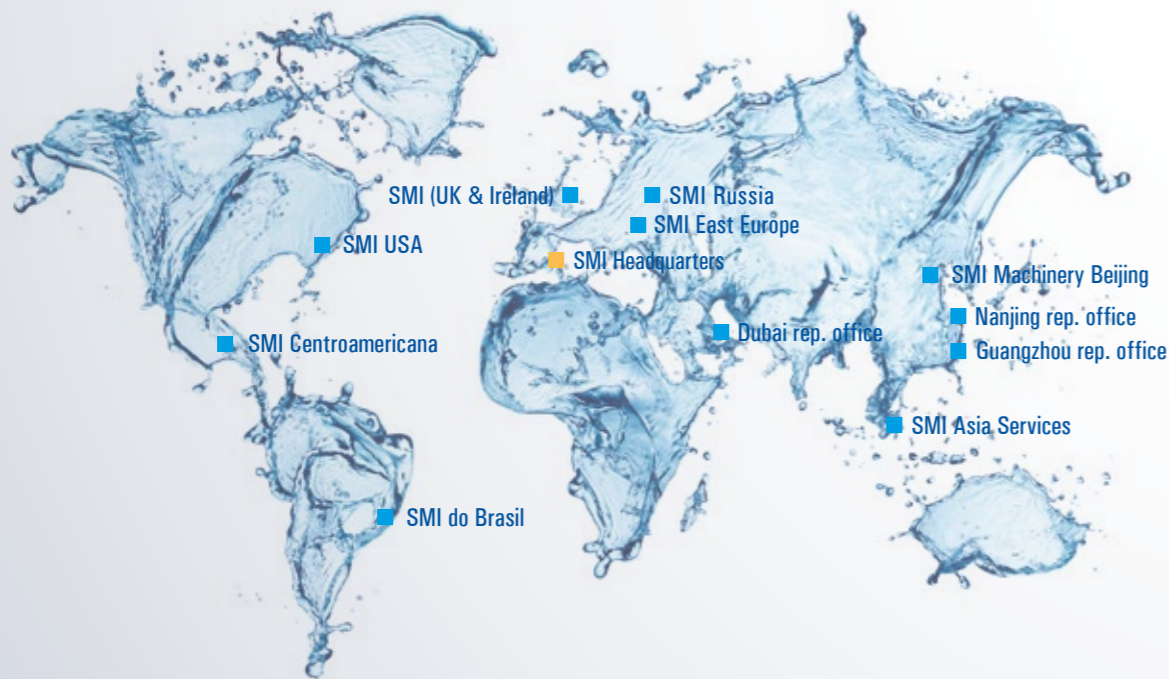 SMI (UK & Ireland)
SMI Russia
SMI East Europe
SMI USA
SMI Headquarters
SMI Machinery Beijing
Nanjing rep. office
Dubai rep. office
SMI Centroamericana
Guangzhou rep. office
SMI Asia Services
SMI do Brasil